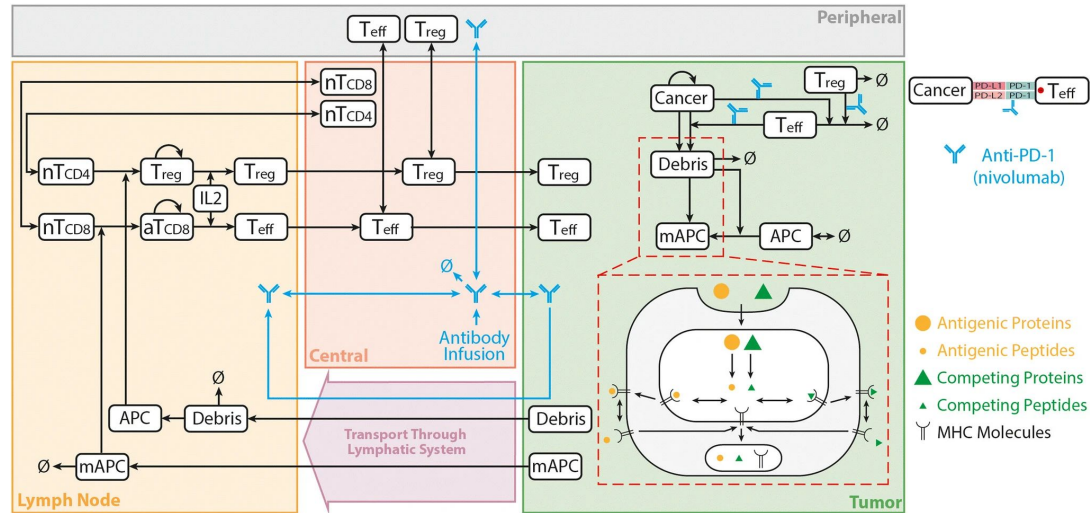 Peripheral
Teff
Treg
nTCD8
nTCD4
Treg
Ø
Cancer
Teff
Ø
Cancer
PD-L1
PD-1
PD-L2
PD-1
Teff
Anti-PD-1
(nivolumab)
Debris
Ø
nTCD4
Treg
Treg
Treg
Treg
IL2
nTCD8
aTCD8
Teff
Teff
Teff
mAPC
APC
Ø
Ø
Antibody
Infusion
Central
Antigenic Proteins
Antigenic Peptides
Competing Proteins
Competing Peptides
MHC Molecules
Ø
APC
Debris
Debris
Transport Through
Lymphatic System
Ø
mAPC
mAPC
Lymph Node
Tumor